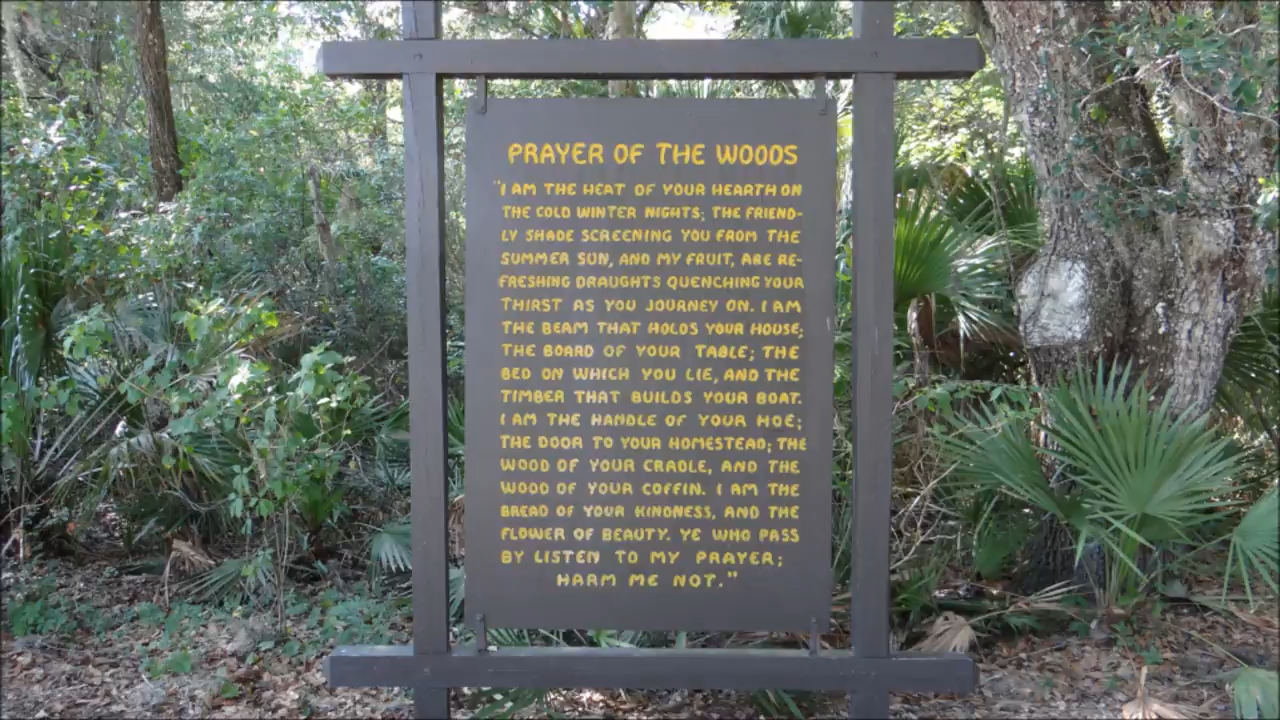 PRAYER OF THE WOODS
"I AM THE HEAT OF YOUR HEARTH ON
THE COLD WINTER NIGHTS; THE FRIEND-
LY SHADE SCREENING YOU FROM THE
SUMMER SUN, AND MY FRUIT, ARE RE-
FRESHING DRAUGHTS QUENCHING YOUR
THIRST AS YOU JOURNEY ON. I AM
THE BEAM THAT HOLDS YOUR HOUSE;
THE BOARD OF YOUR TABLE; THE
BED ON WHICH YOU LIE, AND THE
TIMBER THAT BUILDS YOUR BOAT.
I AM THE HANDLE OF YOUR HOE;
THE DOOR TO YOUR HOMESTEAD; THE
WOOD OF YOUR CRADLE, AND THE
WOOD OF YOUR COFFIN. I AM THE
BREAD OF YOUR KINDNESS, AND THE
FLOWER OF BEAUTY. YE WHO PASS
BY LISTEN TO MY PRAYER;
HARM ME NOT."